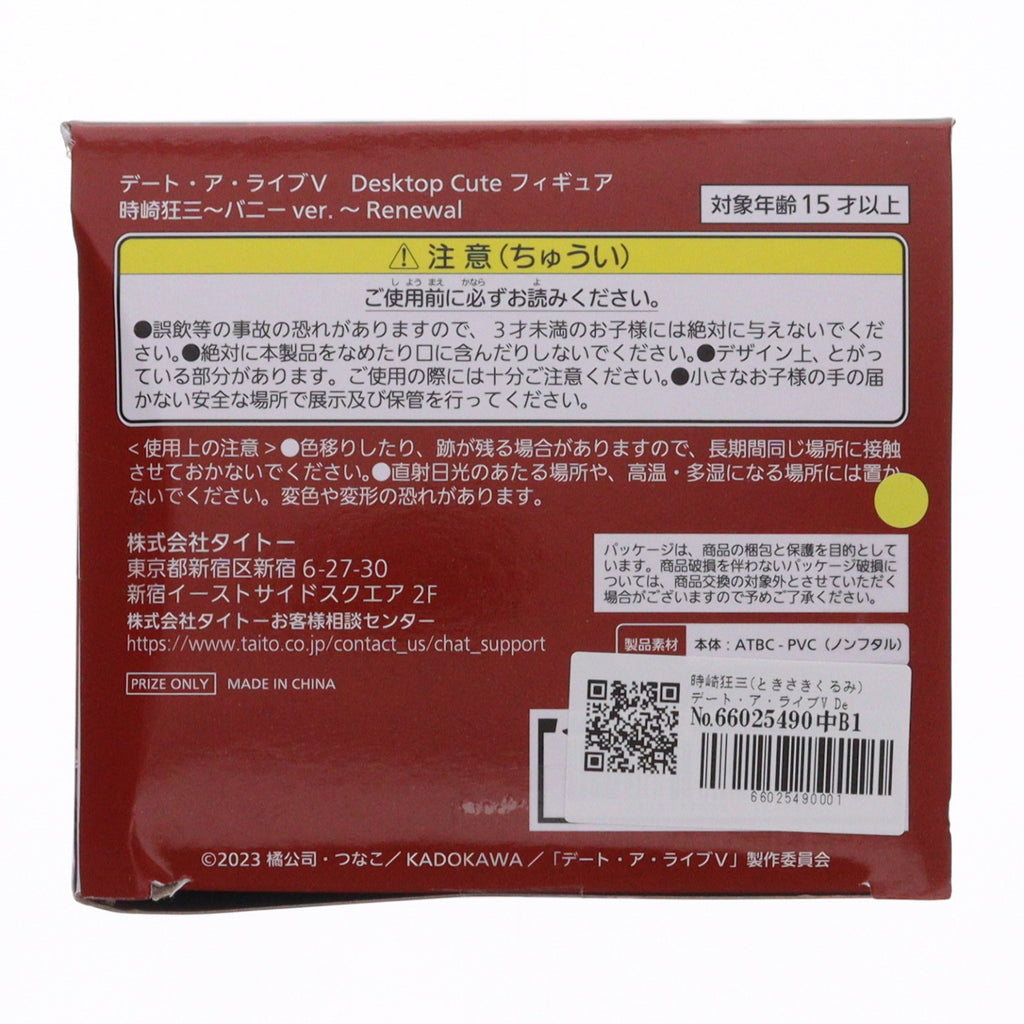 デート・ア・ライブⅤ Desktop Cute フィギュア
時崎狂三～バニー ver. ～ Renewal
対象年齢 15 才以上
⚠ 注 意（ちゅうい）
しようまえ かなら よ
ご使用前に必ずお読みください。
●誤飲等の事故の恐れがありますので、３才未満のお子様には絶対に与えないでくだ
さい。●絶対に本製品をなめたり口に含んだりしないでください。●デザイン上、とがっ
ている部分があります。ご使用の際には十分ご注意ください。●小さなお子様の手の届
かない安全な場所で展示及び保管を行ってください。
＜使用上の注意＞●色移りしたり、跡が残る場合がありますので、長期間同じ場所に接触
させておかないでください。●直射日光のあたる場所や、高温・多湿になる場所には置か
ないでください。変色や変形の恐れがあります。
株式会社タイトー
東京都新宿区新宿 6-27-30
新宿イーストサイドスクエア 2F
株式会社タイトーお客様相談センター
https://www.taito.co.jp/contact_us/chat_support
PRIZE ONLY MADE IN CHINA
パッケージは、商品の梱包と保護を目的として
います。商品破損を伴わないパッケージ破損に
ついては、商品交換の対象外とさせていただく
場合がございますので予めご了承ください。
製品素材 本体：ATBC - PVC（ノンフタル）
時崎狂三(ときさきくるみ)
デート・ア・ライブV De
No.66025490中B1
66025490001
©2023 橘公司・つなこ／ KADOKAWA ／「デート・ア・ライブⅤ」製作委員会